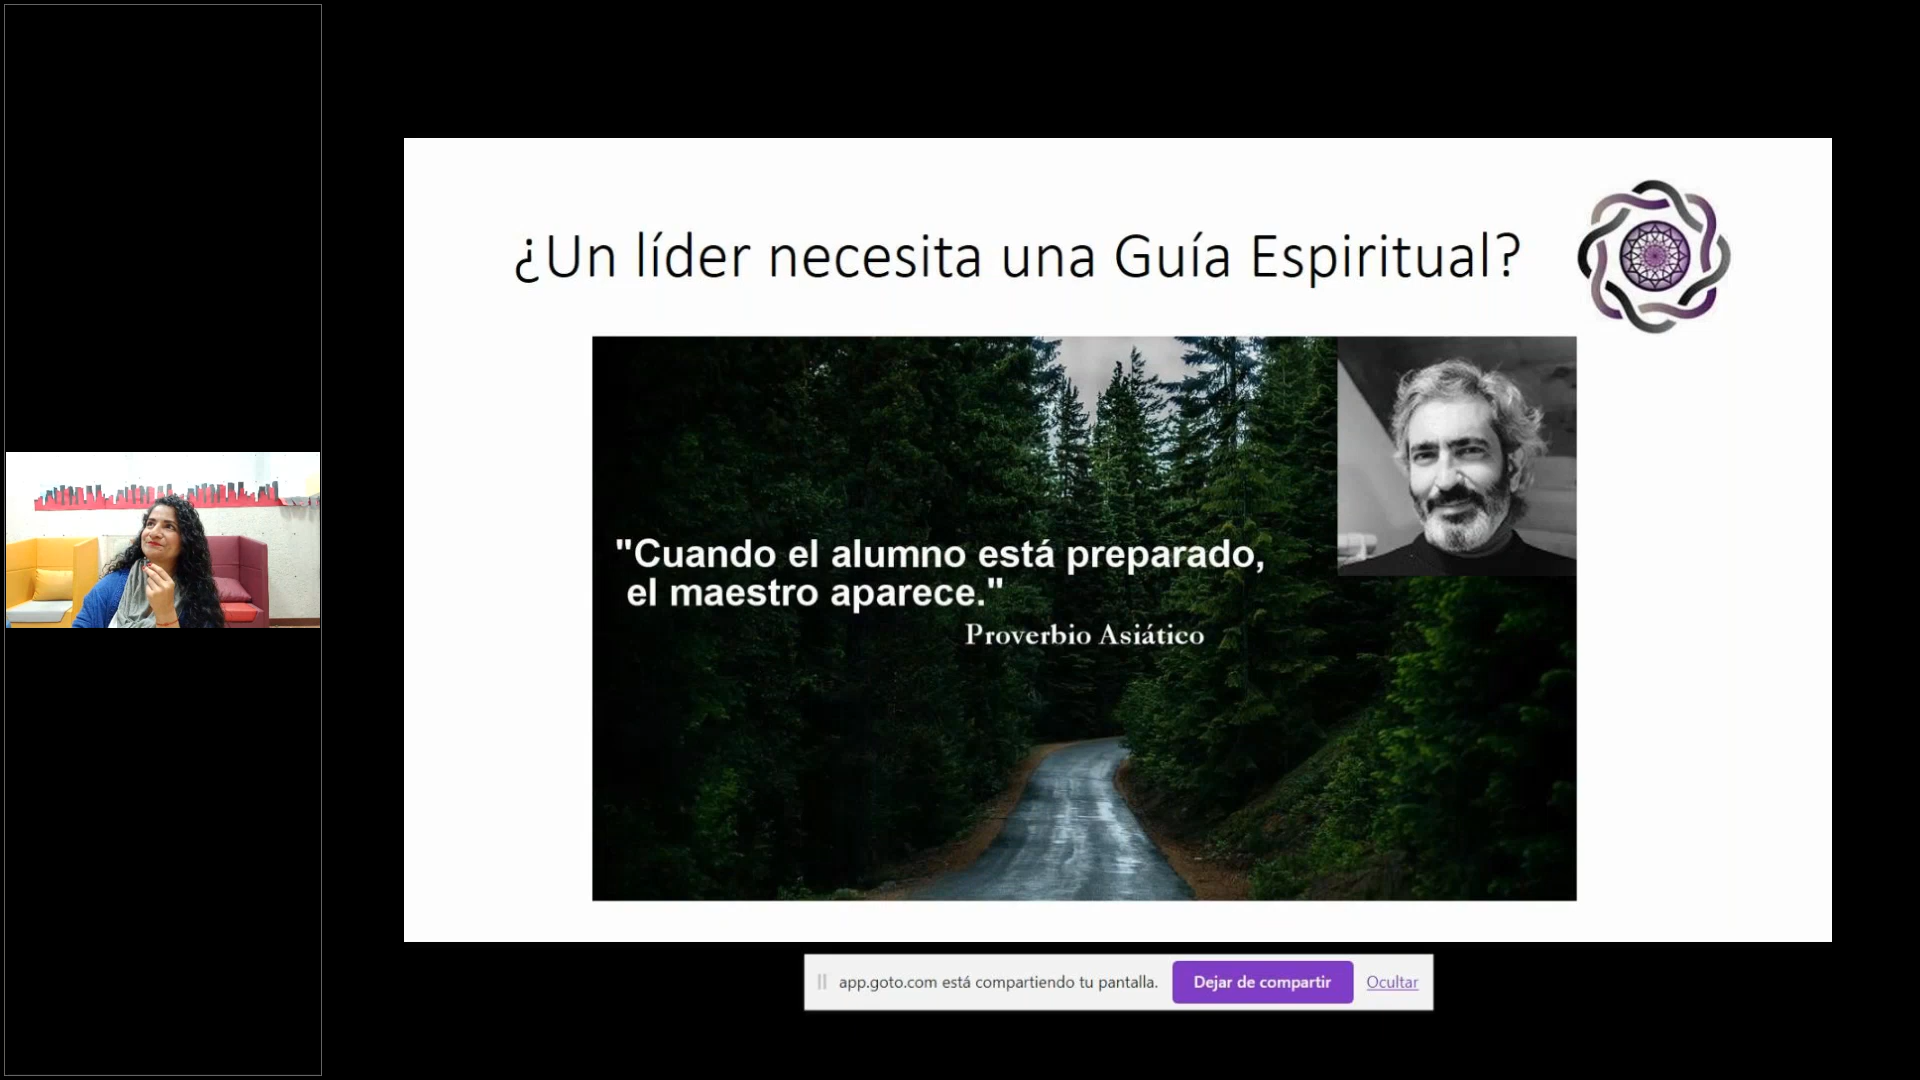 ¿Un líder necesita una Guía Espiritual?
"Cuando el alumno está preparado,
el maestro aparece."
Proverbio Asiático
app.goto.com está compartiendo tu pantalla. Dejar de compartir Ocultar